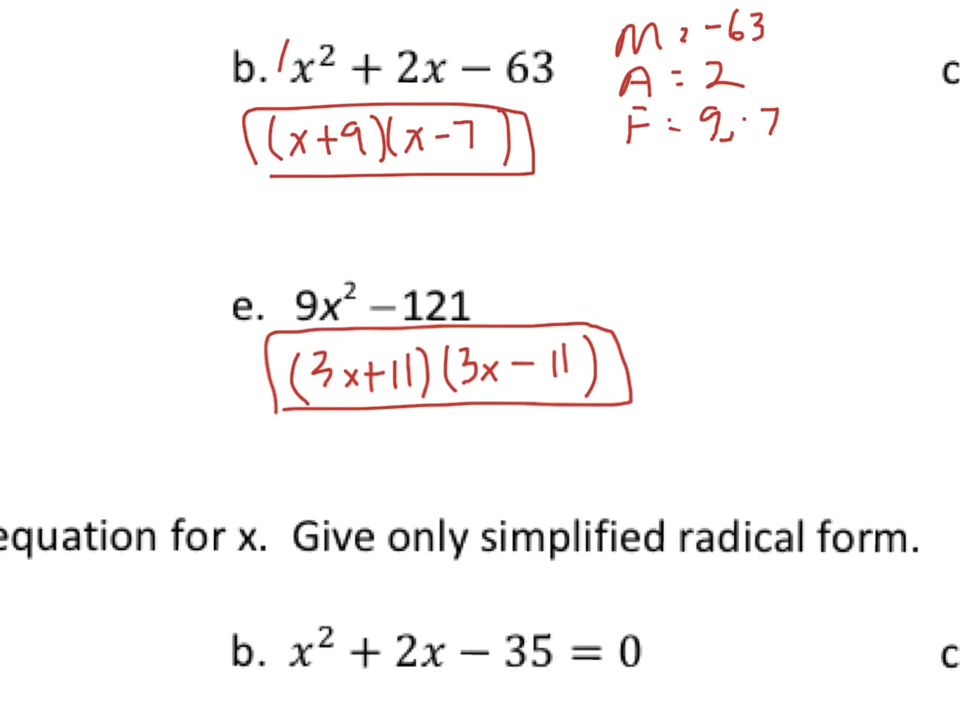 b. 1x² + 2x − 63
M = -63
c
A = 2
(x+9)(x-7)
F = 9 · 7
e. 9x² − 121
(3x+11)(3x-11)
equation for x. Give only simplified radical form.
b. x² + 2x − 35 = 0
c